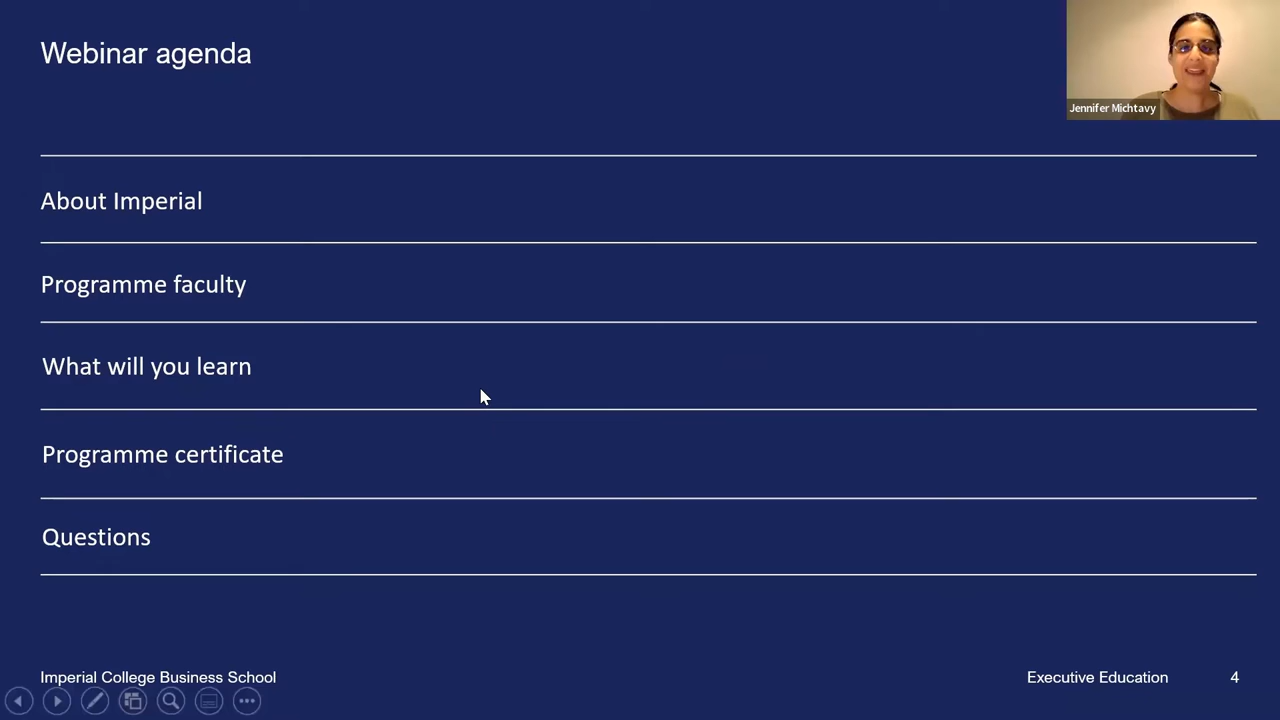 Webinar agenda
Jennifer Michtavy
About Imperial
Programme faculty
What will you learn
Programme certificate
Questions
Imperial College Business School
Executive Education
4